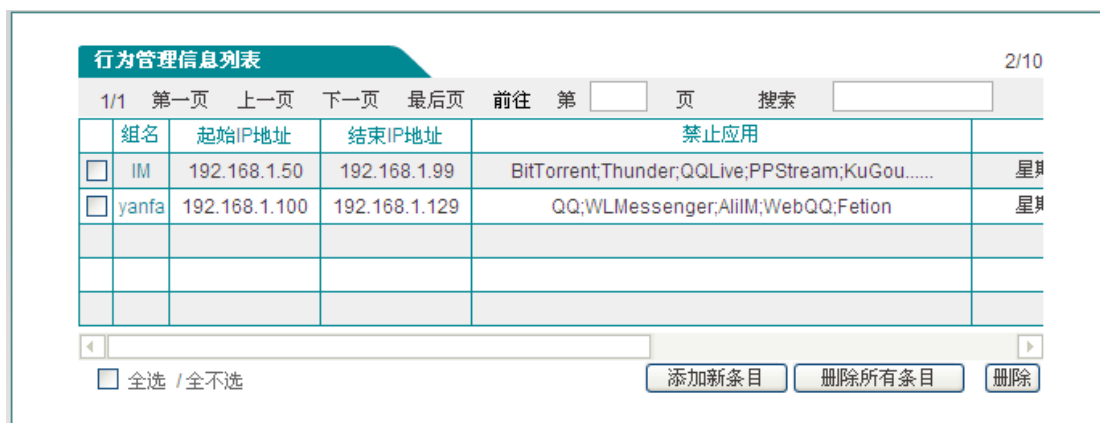 行为管理信息列表 2/10
1/1 第一页 上一页 下一页 最后页 前往 第 页 搜索
组名 起始IP地址 结束IP地址 禁止应用
IM 192.168.1.50 192.168.1.99 BitTorrent;Thunder;QQLive;PPStream;KuGou...... 星期
yanfa 192.168.1.100 192.168.1.129 QQ;WLMessenger;AliIM;WebQQ;Fetion 星期
全选 / 全不选 添加新条目 删除所有条目 删除